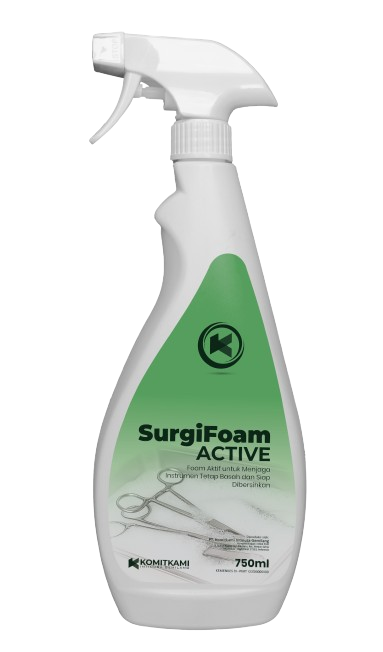 SurgiFoam
ACTIVE
Foam Aktif untuk Menjaga
Instrumen Tetap Basah dan Siap
Dibersihkan
KOMITKAMI
750ml